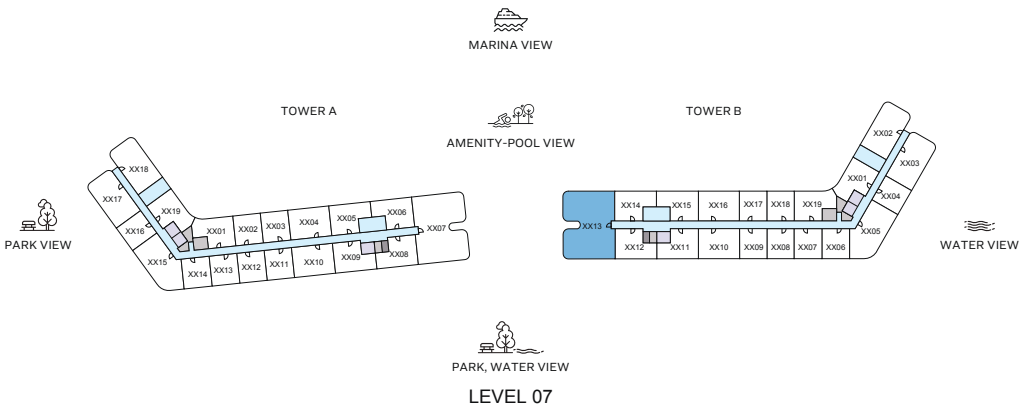 MARINA VIEW
TOWER A
TOWER B
AMENITY-POOL VIEW
XX18
XX17
XX19
XX16
XX15
XX01
XX02
XX03
XX04
XX05
XX06
XX07
XX14
XX13
XX12
XX11
XX10
XX09
XX08
PARK VIEW
XX02
XX03
XX01
XX04
XX14
XX15
XX16
XX17
XX18
XX19
XX05
XX13
XX12
XX11
XX10
XX09
XX08
XX07
XX06
WATER VIEW
PARK, WATER VIEW
LEVEL 07